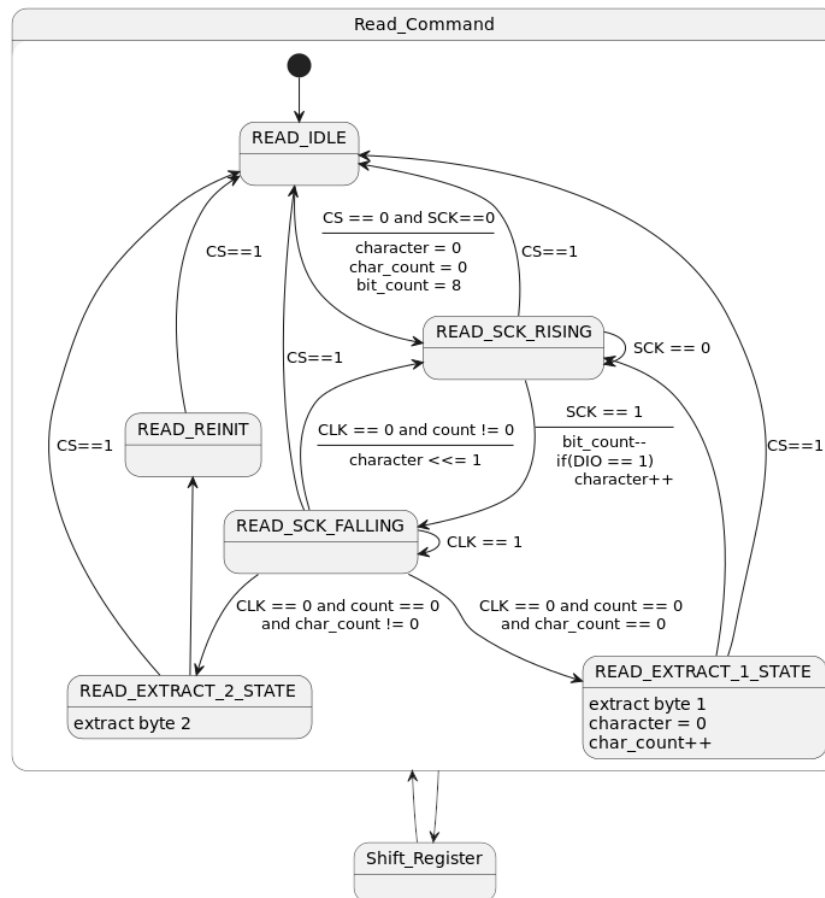 Read_Command
READ_IDLE
CS == 0 and SCK==0
character = 0
char_count = 0
bit_count = 8
CS==1
CS==1
READ_SCK_RISING
SCK == 0
CS==1
READ_REINIT
CLK == 0 and count != 0
character <<= 1
SCK == 1
bit_count--
if(DIO == 1)
character++
CS==1
CS==1
READ_SCK_FALLING
CLK == 1
CLK == 0 and count == 0
and char_count != 0
CLK == 0 and count == 0
and char_count == 0
READ_EXTRACT_2_STATE
extract byte 2
READ_EXTRACT_1_STATE
extract byte 1
character = 0
char_count++
Shift_Register